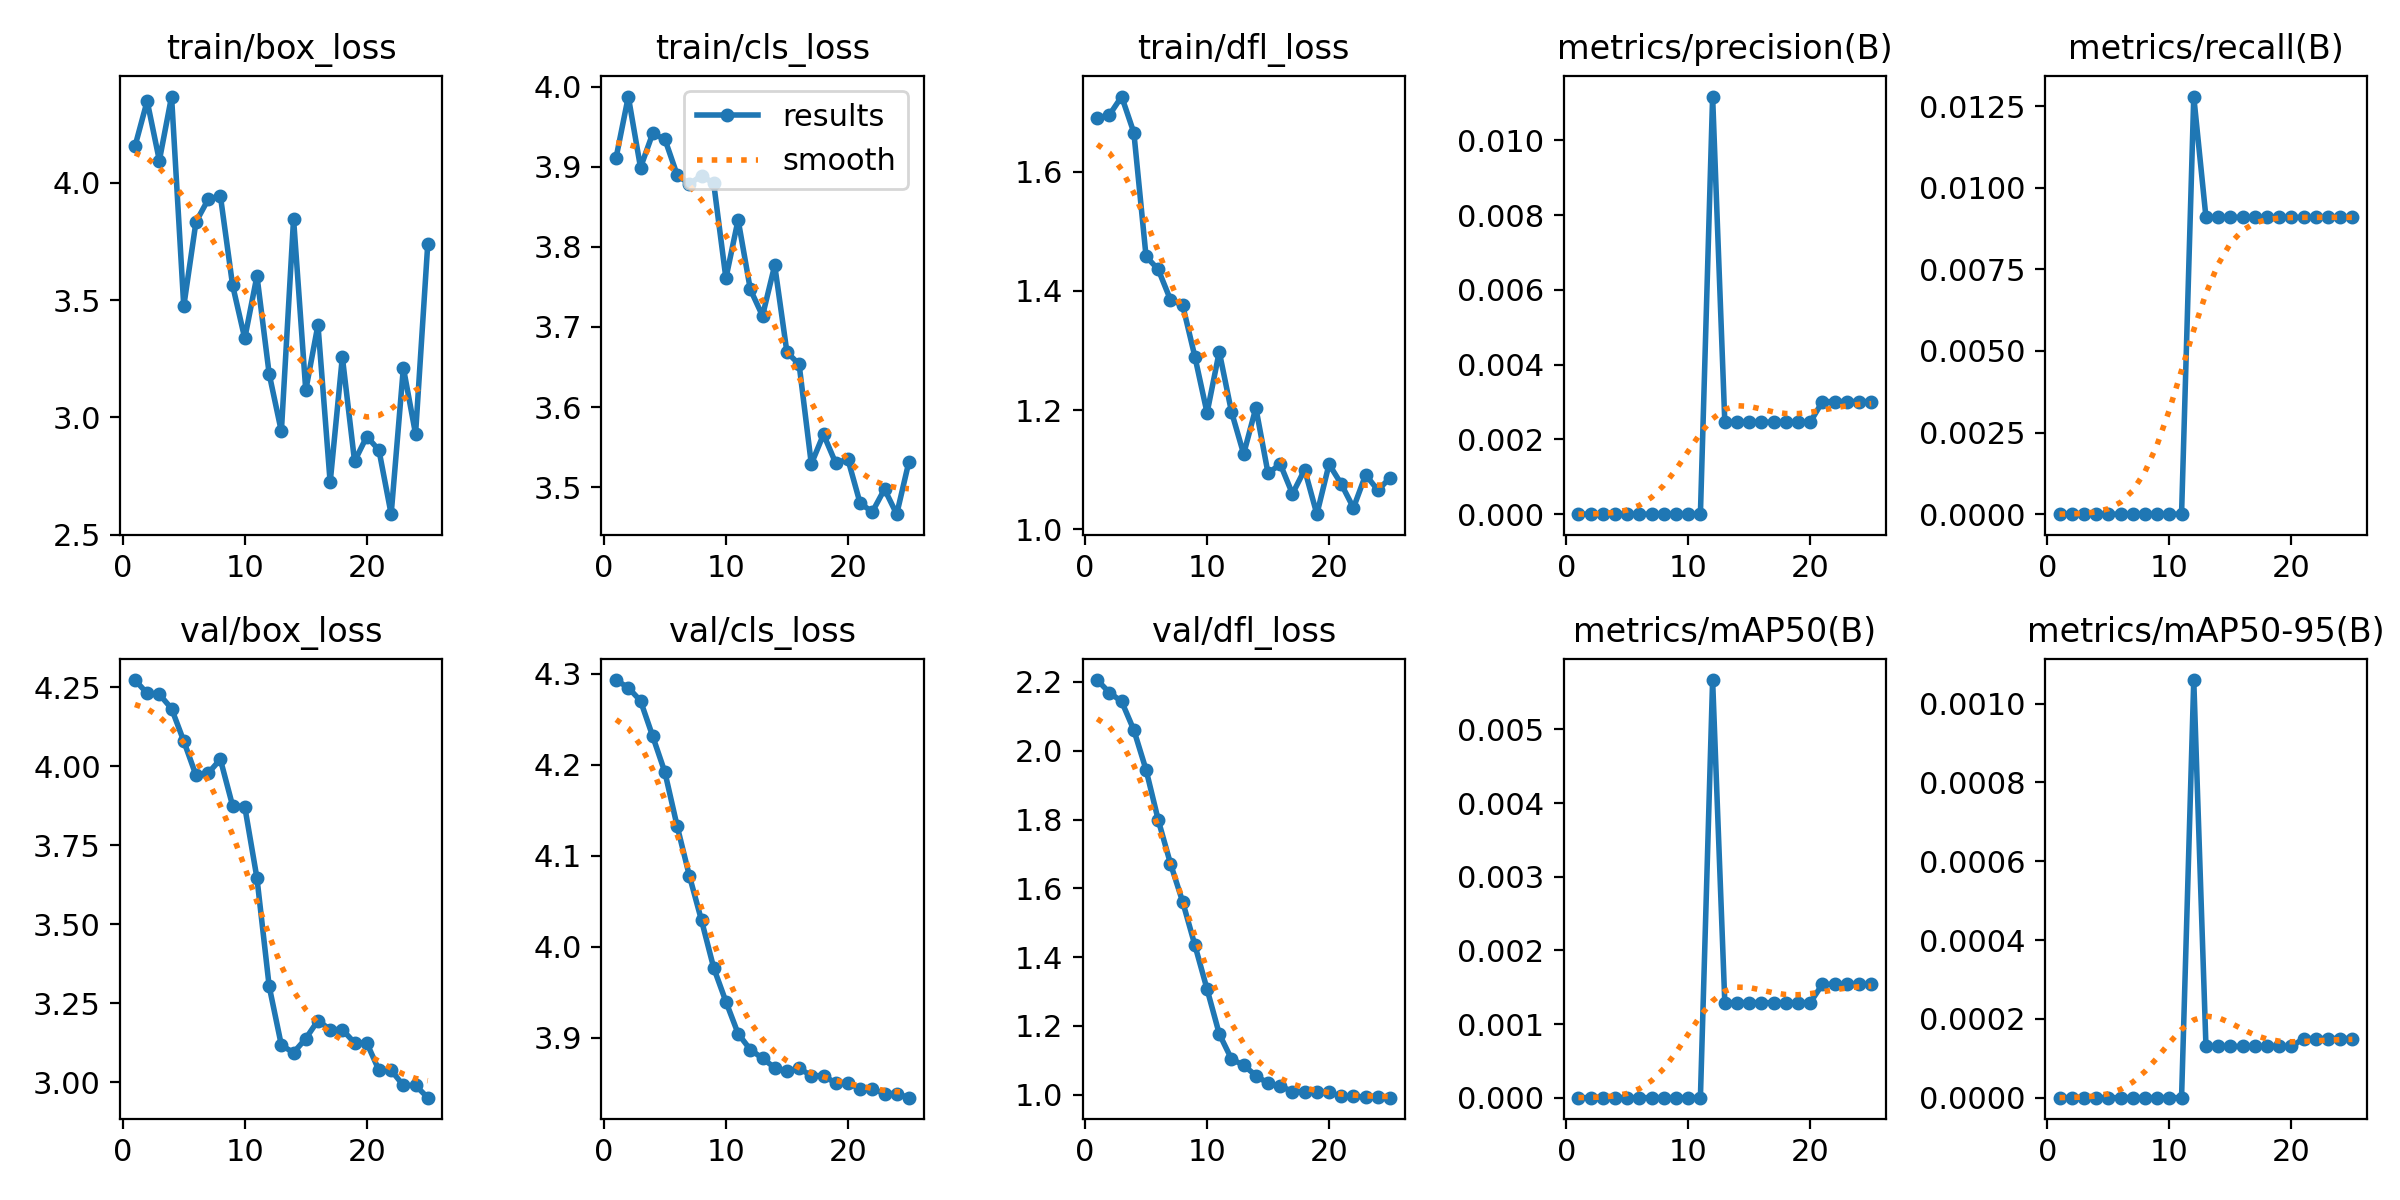 train/box_loss
4.0
3.5
3.0
2.5
0 10 20
train/cls_loss
results
smooth
4.0
3.9
3.8
3.7
3.6
3.5
0 10 20
train/dfl_loss
1.6
1.4
1.2
1.0
0 10 20
metrics/precision(B)
0.010
0.008
0.006
0.004
0.002
0.000
0 10 20
metrics/recall(B)
0.0125
0.0100
0.0075
0.0050
0.0025
0.0000
0 10 20
val/box_loss
4.25
4.00
3.75
3.50
3.25
3.00
0 10 20
val/cls_loss
4.3
4.2
4.1
4.0
3.9
0 10 20
val/dfl_loss
2.2
2.0
1.8
1.6
1.4
1.2
1.0
0 10 20
metrics/mAP50(B)
0.005
0.004
0.003
0.002
0.001
0.000
0 10 20
metrics/mAP50-95(B)
0.0010
0.0008
0.0006
0.0004
0.0002
0.0000
0 10 20